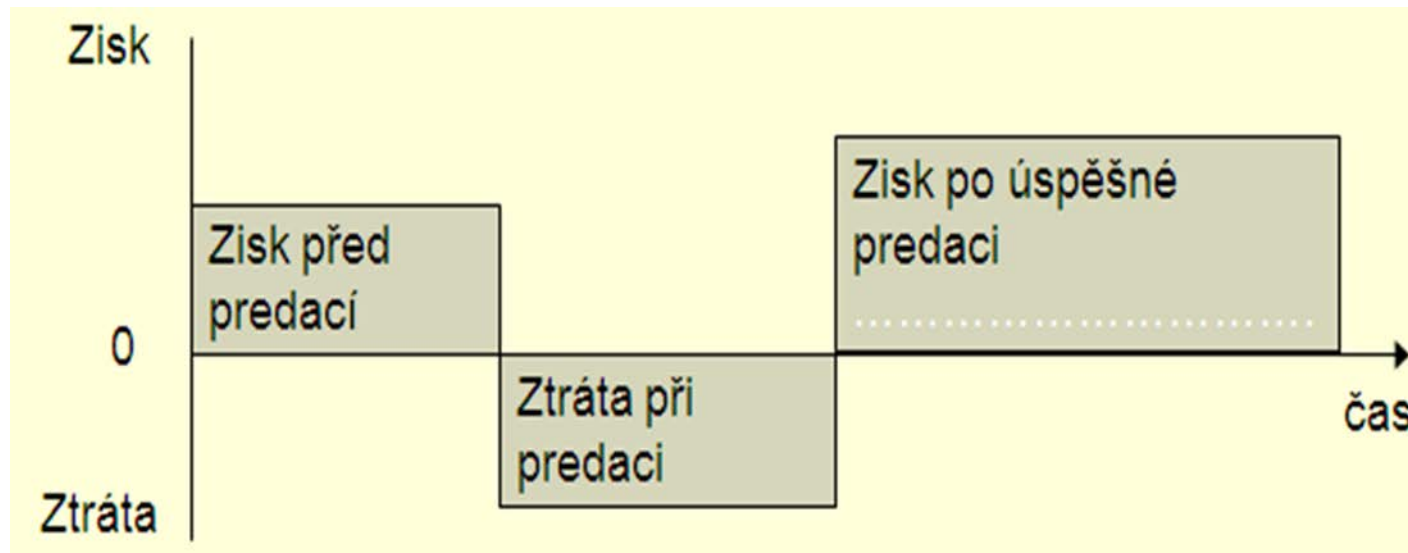 Zisk
Zisk po úspěšné
predaci
Zisk před
predací
0
Ztráta při
predaci
čas
Ztráta